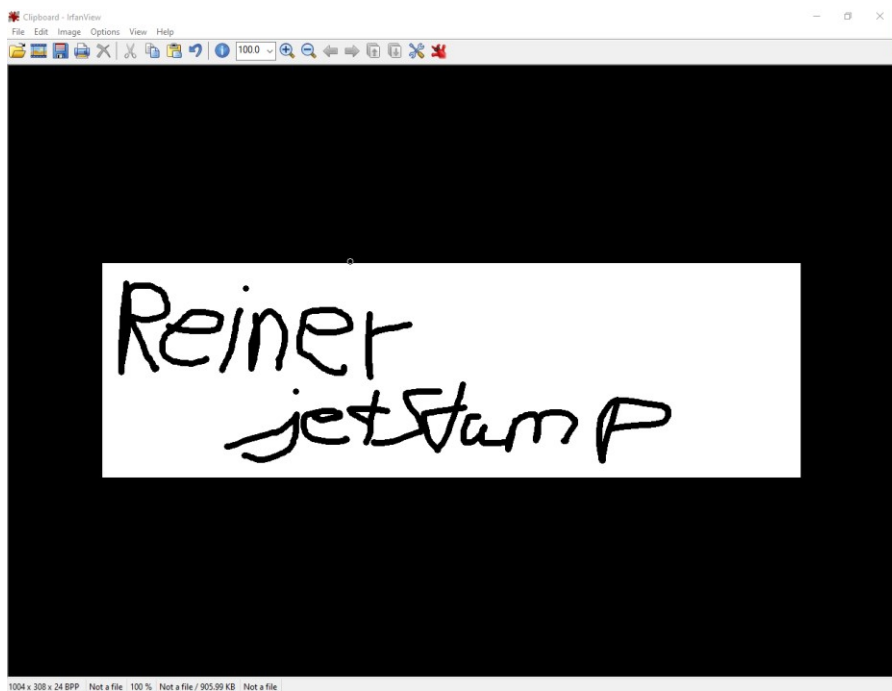 Clipboard - IrfanView
File Edit Image Options View Help
100.0
Reiner
jetStamp
1004 x 308 x 24 BPP Not a file 100 % Not a file / 905.99 KB Not a file